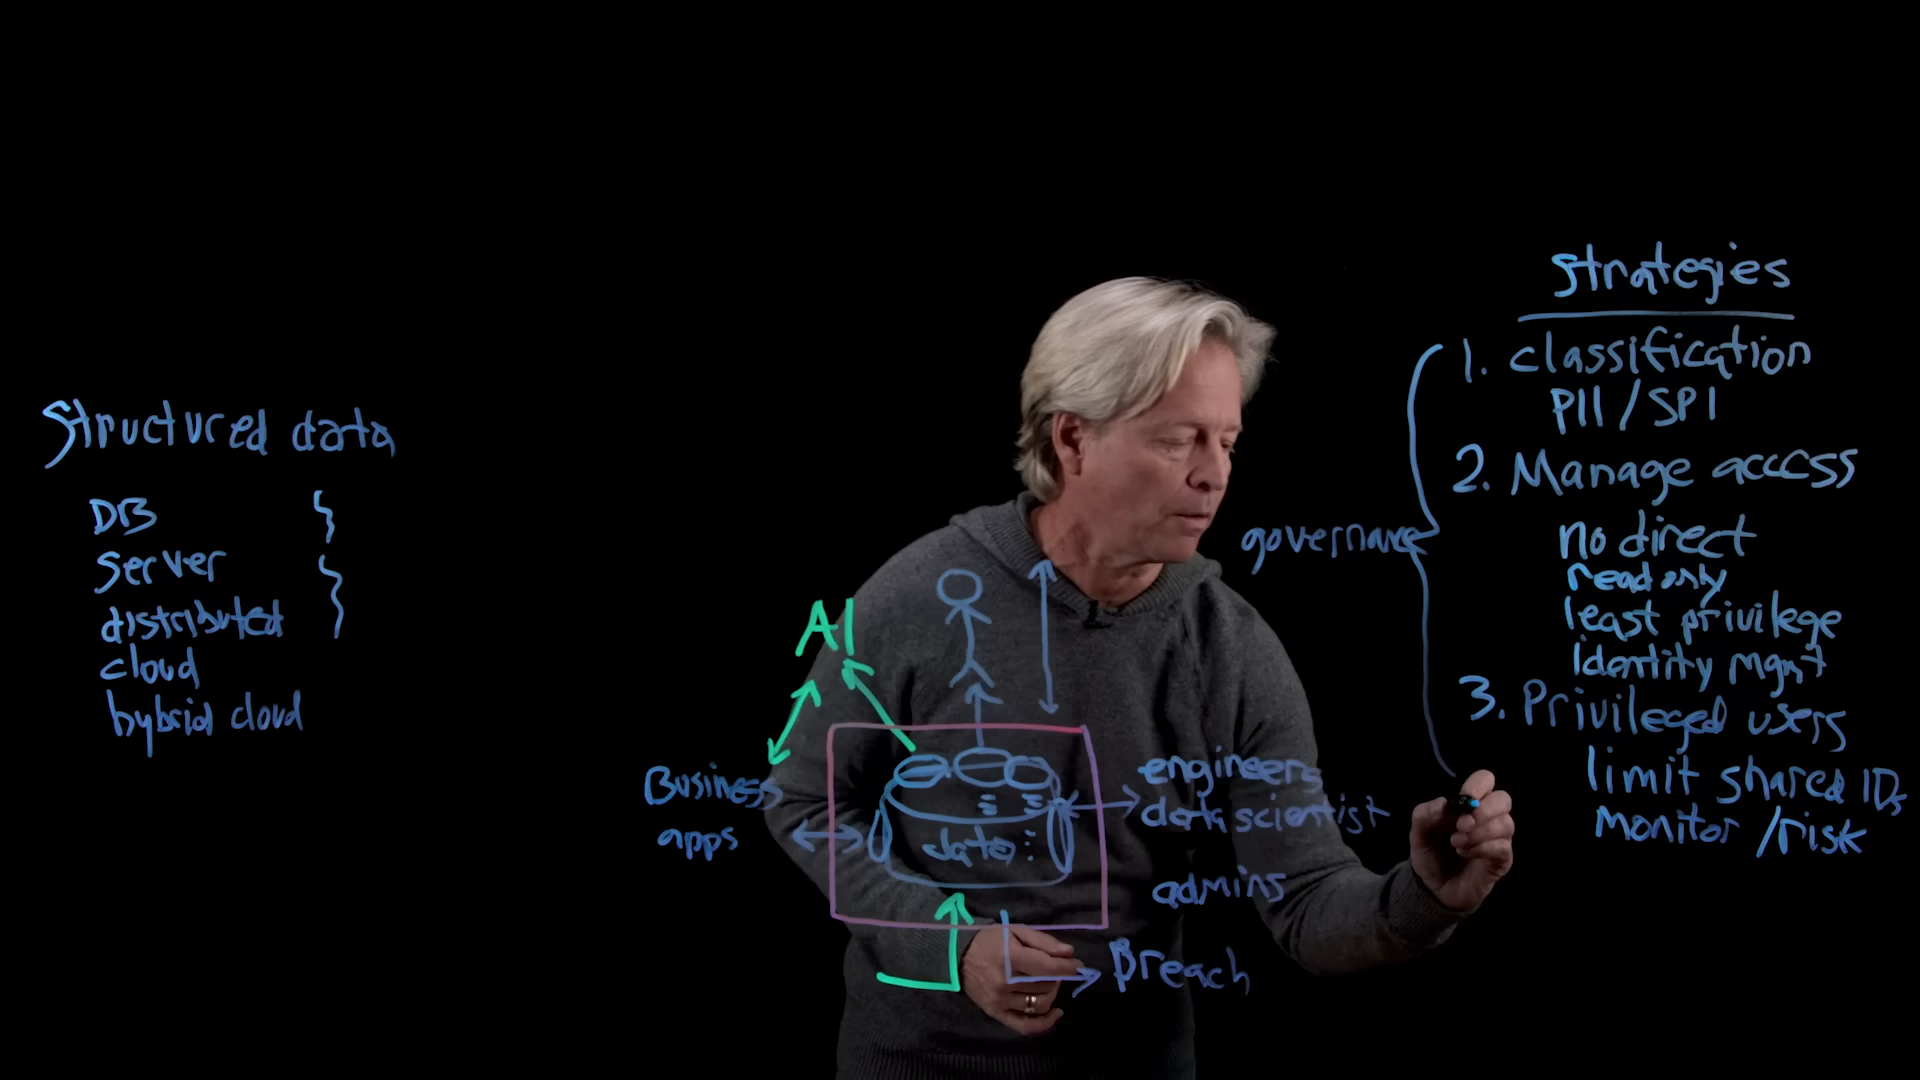 Structured data
DB
Server
distributed
cloud
hybrid cloud
AI
Business
apps
data
engineers
data scientist
admins
Breach
governance
Strategies
1. Classification
PII/SPI
2. Manage access
no direct
read only
least privilege
Identity Mgmt
3. Privileged users
limit shared IDs
Monitor /risk